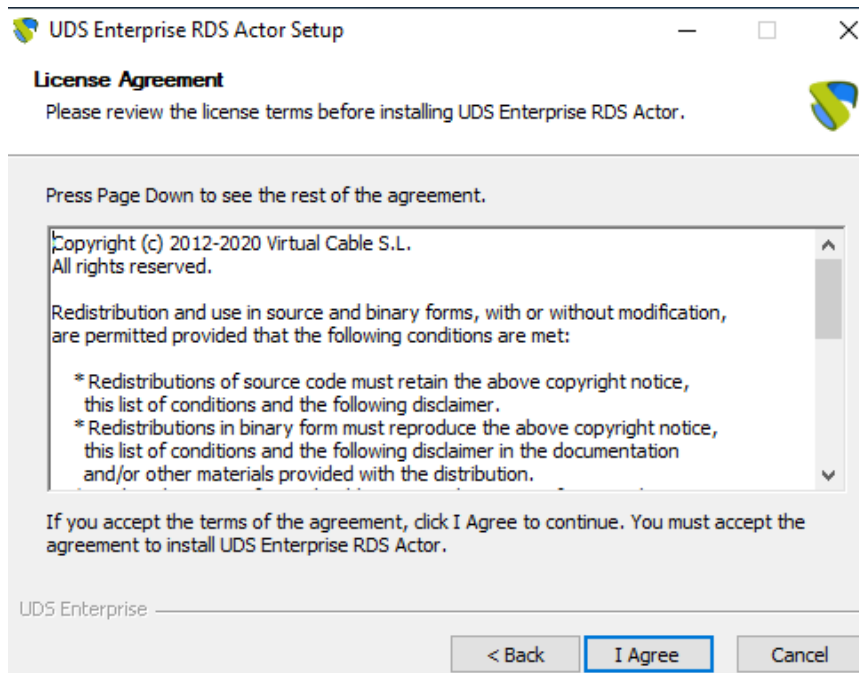 UDS Enterprise RDS Actor Setup
License Agreement
Please review the license terms before installing UDS Enterprise RDS Actor.
Press Page Down to see the rest of the agreement.
Copyright (c) 2012-2020 Virtual Cable S.L.
All rights reserved.
Redistribution and use in source and binary forms, with or without modification,
are permitted provided that the following conditions are met:
* Redistributions of source code must retain the above copyright notice,
this list of conditions and the following disclaimer.
* Redistributions in binary form must reproduce the above copyright notice,
this list of conditions and the following disclaimer in the documentation
and/or other materials provided with the distribution.
If you accept the terms of the agreement, click I Agree to continue. You must accept the
agreement to install UDS Enterprise RDS Actor.
UDS Enterprise
< Back
I Agree
Cancel